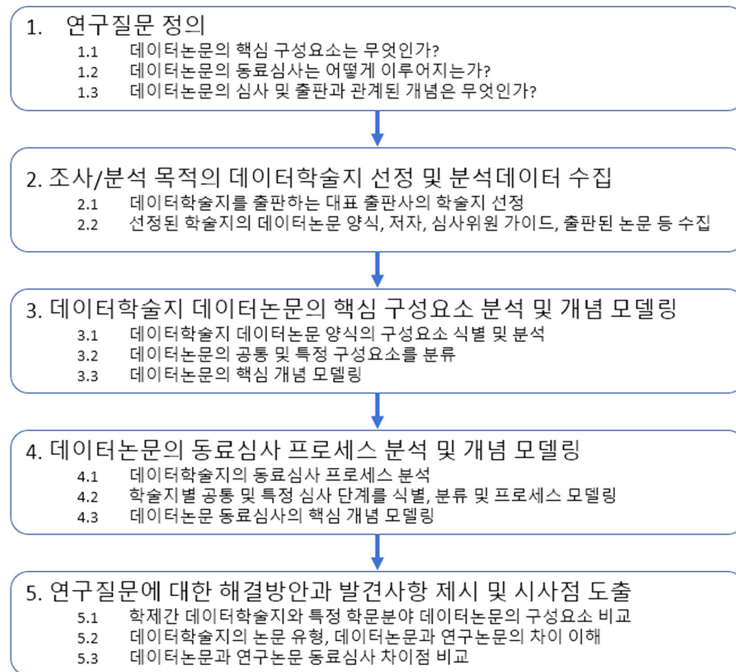 1. 연구질문 정의
1.1 데이터논문의 핵심 구성요소는 무엇인가?
1.2 데이터논문의 동료심사는 어떻게 이루어지는가?
1.3 데이터논문의 심사 및 출판과 관계된 개념은 무엇인가?
2. 조사/분석 목적의 데이터학술지 선정 및 분석데이터 수집
2.1 데이터학술지를 출판하는 대표 출판사의 학술지 선정
2.2 선정된 학술지의 데이터논문 양식, 저자, 심사위원 가이드, 출판된 논문 등 수집
3. 데이터학술지 데이터논문의 핵심 구성요소 분석 및 개념 모델링
3.1 데이터학술지 데이터논문 양식의 구성요소 식별 및 분석
3.2 데이터논문의 공통 및 특정 구성요소를 분류
3.3 데이터논문의 핵심 개념 모델링
4. 데이터논문의 동료심사 프로세스 분석 및 개념 모델링
4.1 데이터학술지의 동료심사 프로세스 분석
4.2 학술지별 공통 및 특정 심사 단계를 식별, 분류 및 프로세스 모델링
4.3 데이터논문 동료심사의 핵심 개념 모델링
5. 연구질문에 대한 해결방안과 발견사항 제시 및 시사점 도출
5.1 학제간 데이터학술지와 특정 학문분야 데이터논문의 구성요소 비교
5.2 데이터학술지의 논문 유형, 데이터논문과 연구논문의 차이 이해
5.3 데이터논문과 연구논문 동료심사 차이점 비교